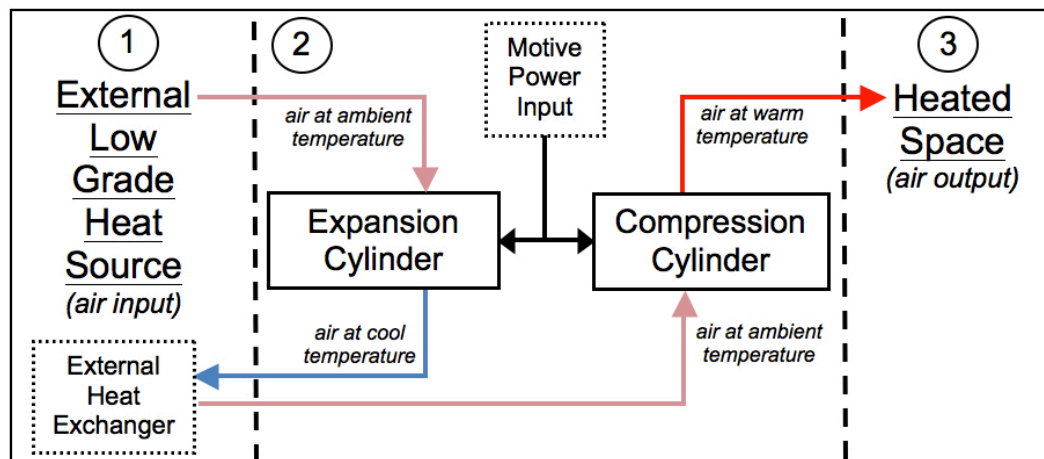 1
External
Low
Grade
Heat
Source
(air input)
External
Heat
Exchanger
2
air at ambient
temperature
Motive
Power
Input
Expansion
Cylinder
air at cool
temperature
air at warm
temperature
Compression
Cylinder
air at ambient
temperature
3
Heated
Space
(air output)